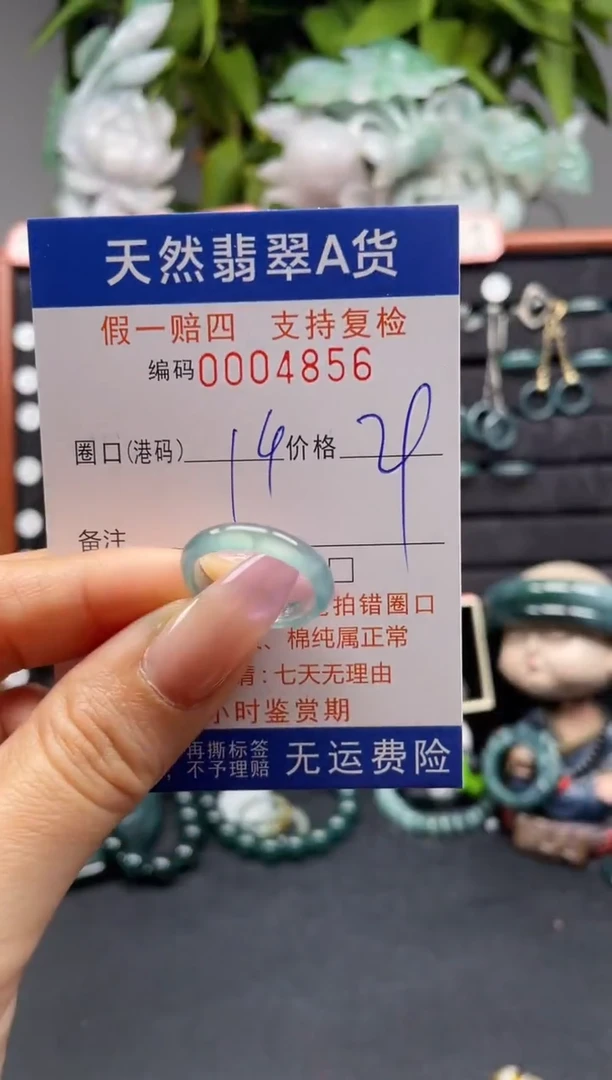 天然翡翠A货
假一赔四 支持复检
编码0004856
圈口(港码) 14 价格
备注
拍错圈口
、棉纯属正常
:七天无理由
小时鉴赏期
再撕标签
,不予理赔
无运费险